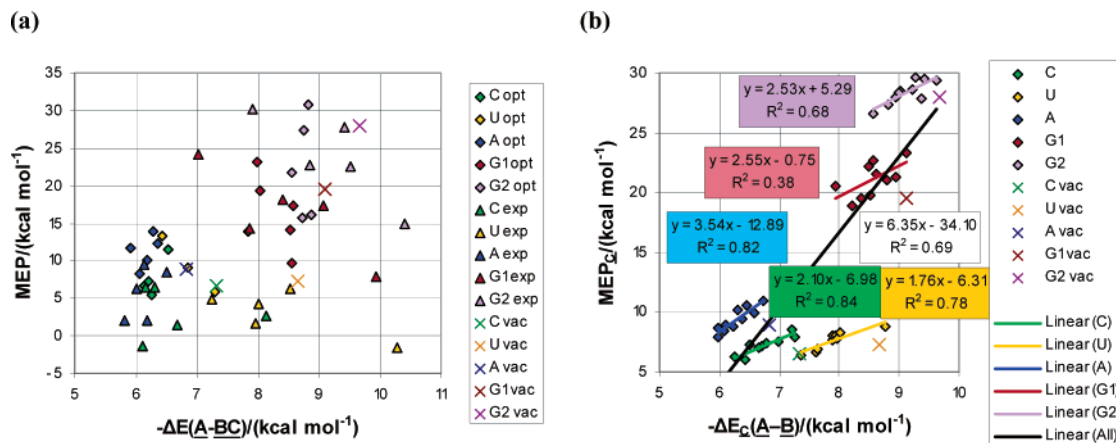 (a)
MEP/(kcal mol⁻¹)
35
30
25
20
15
10
5
0
-5
5 6 7 8 9 10 11
-ΔE(A-BC)/(kcal mol⁻¹)
C opt
U opt
A opt
G1opt
G2 opt
C exp
U exp
A exp
G1exp
G2 exp
C vac
U vac
A vac
G1 vac
G2 vac
(b)
MEPC/(kcal mol⁻¹)
30
25
20
15
10
5
y = 2.53x + 5.29
R² = 0.68
y = 2.55x - 0.75
R² = 0.38
y = 3.54x - 12.89
R² = 0.82
y = 6.35x - 34.10
R² = 0.69
y = 2.10x - 6.98
R² = 0.84
y = 1.76x - 6.31
R² = 0.78
6 7 8 9 10
-ΔEC(A–B)/(kcal mol⁻¹)
C
U
A
G1
G2
C vac
U vac
A vac
G1vac
G2 vac
Linear (C)
Linear (U)
Linear (A)
Linear (G1)
Linear (G2
Linear (All)